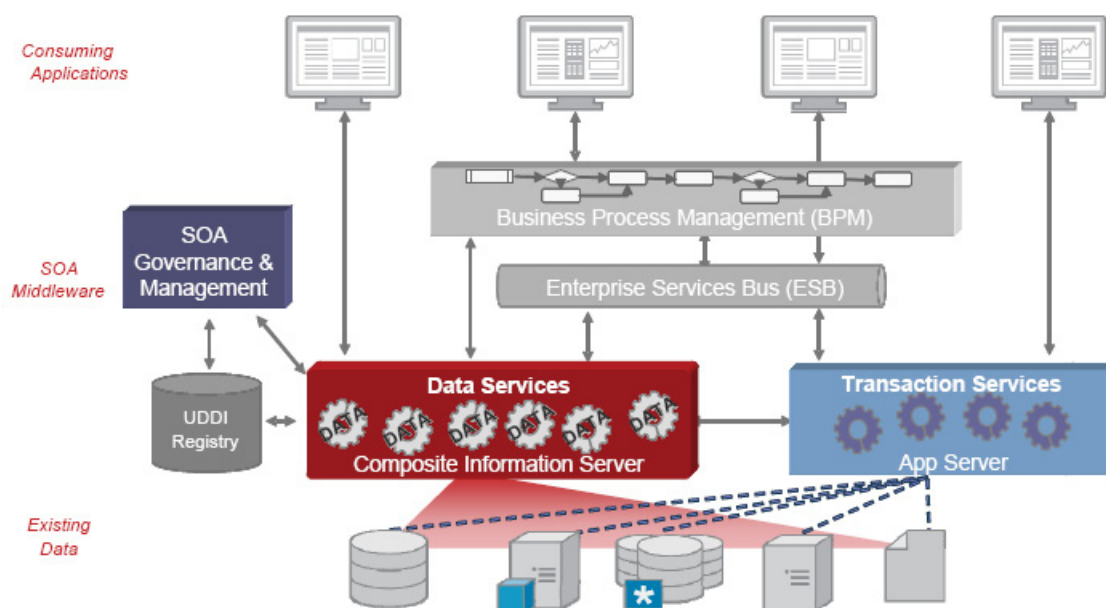 Consuming
Applications
Business Process Management (BPM)
SOA
Governance &
Management
SOA
Middleware
Enterprise Services Bus (ESB)
Data Services
Transaction Services
UDDI
Registry
DATA
DATA
DATA
DATA
DATA
DATA
Composite Information Server
App Server
Existing
Data
*